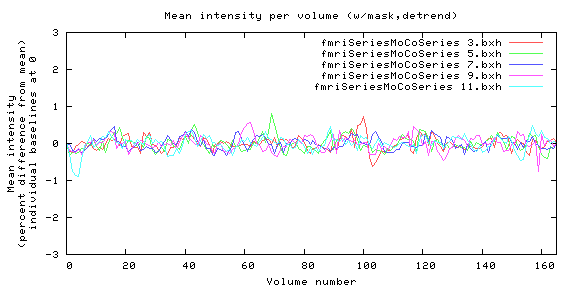 Mean intensity per volume (w/mask,detrend)
fmriSeriesMoCoSeries 3.bxh
fmriSeriesMoCoSeries 5.bxh
fmriSeriesMoCoSeries 7.bxh
fmriSeriesMoCoSeries 9.bxh
fmriSeriesMoCoSeries 11.bxh
Mean intensity
(percent difference from mean)
individual baselines at 0
3
2
1
0
-1
-2
-3
0 20 40 60 80 100 120 140 160
Volume number